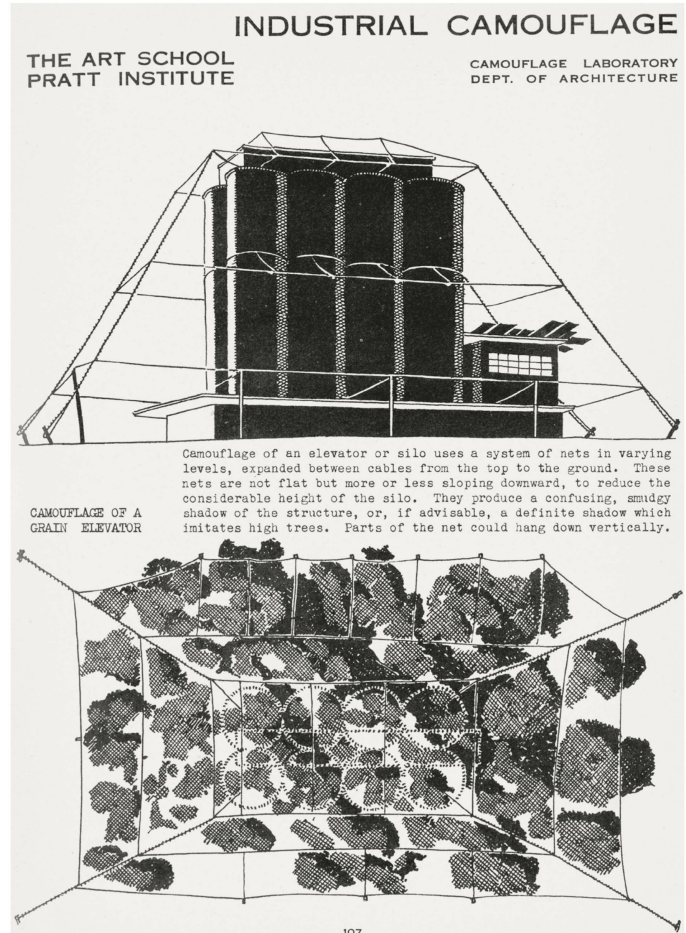 INDUSTRIAL CAMOUFLAGE
THE ART SCHOOL
PRATT INSTITUTE
CAMOUFLAGE LABORATORY
DEPT. OF ARCHITECTURE
Camouflage of an elevator or silo uses a system of nets in varying
levels, expanded between cables from the top to the ground. These
nets are not flat but more or less sloping downward, to reduce the
considerable height of the silo. They produce a confusing, smudgy
shadow of the structure, or, if advisable, a definite shadow which
imitates high trees. Parts of the net could hang down vertically.
CAMOUFLAGE OF A
GRAIN ELEVATOR
107